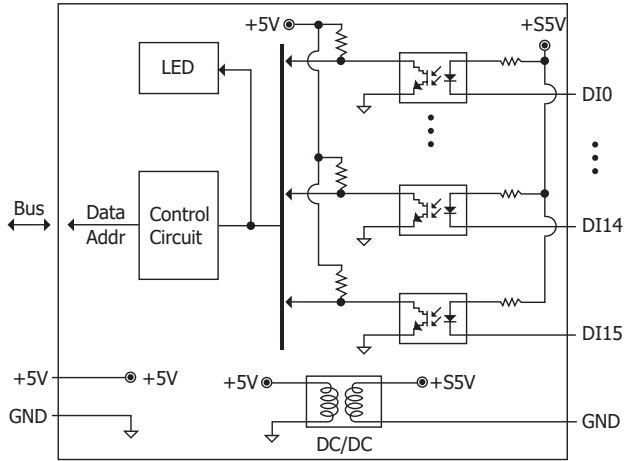 +5V
+S5V
LED
DI0
Bus
Data
Addr
Control
Circuit
DI14
DI15
+5V
+5V
+5V
+S5V
GND
GND
DC/DC